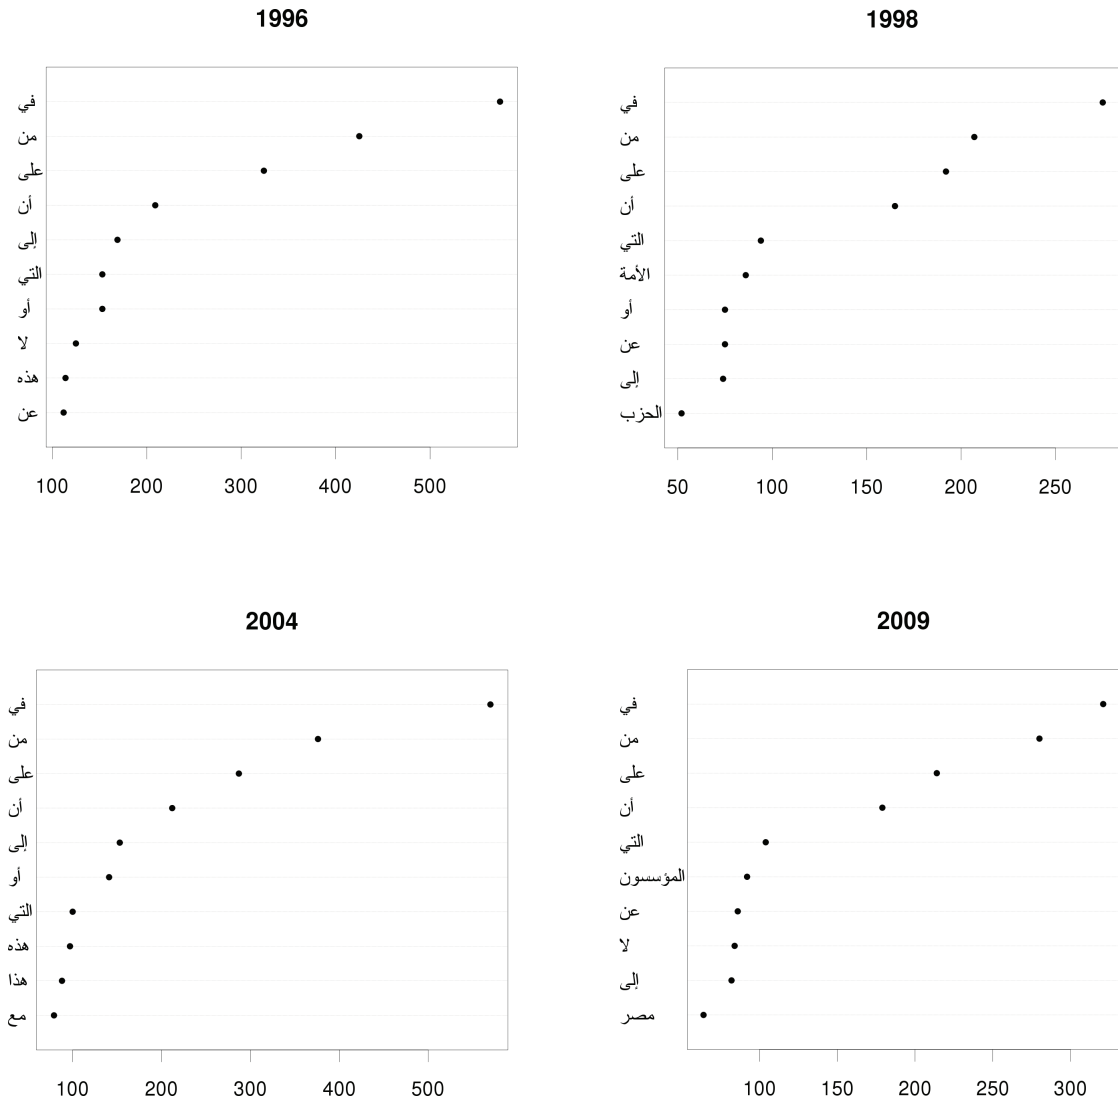 1996
في
من
على
أن
إلى
التي
أو
لا
هذه
عن
100 200 300 400 500
1998
في
من
على
أن
التي
الأمة
أو
عن
إلى
الحزب
50 100 150 200 250
2004
في
من
على
أن
إلى
أو
التي
هذه
هذا
مع
100 200 300 400 500
2009
في
من
على
أن
التي
المؤسسون
عن
لا
إلى
مصر
100 150 200 250 300